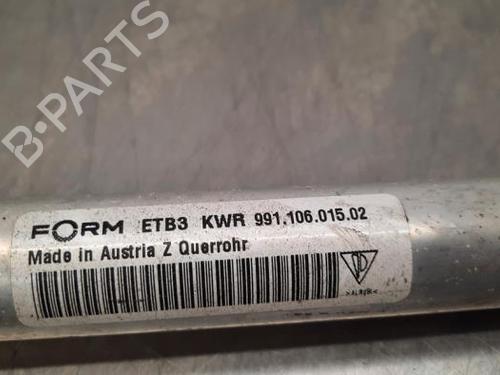 B-PARTS
FORM ETB3 KWR 991.106.015.02
Made in Austria Z Querrohr